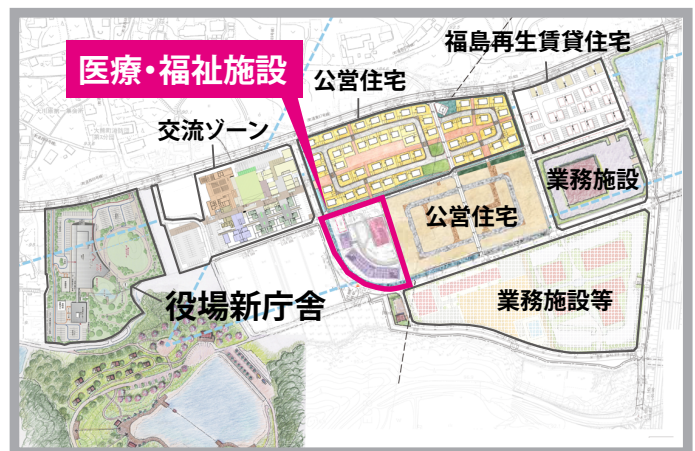 福島再生賃貸住宅
医療・福祉施設
公営住宅
交流ゾーン
業務施設
公営住宅
役場新庁舎
業務施設等